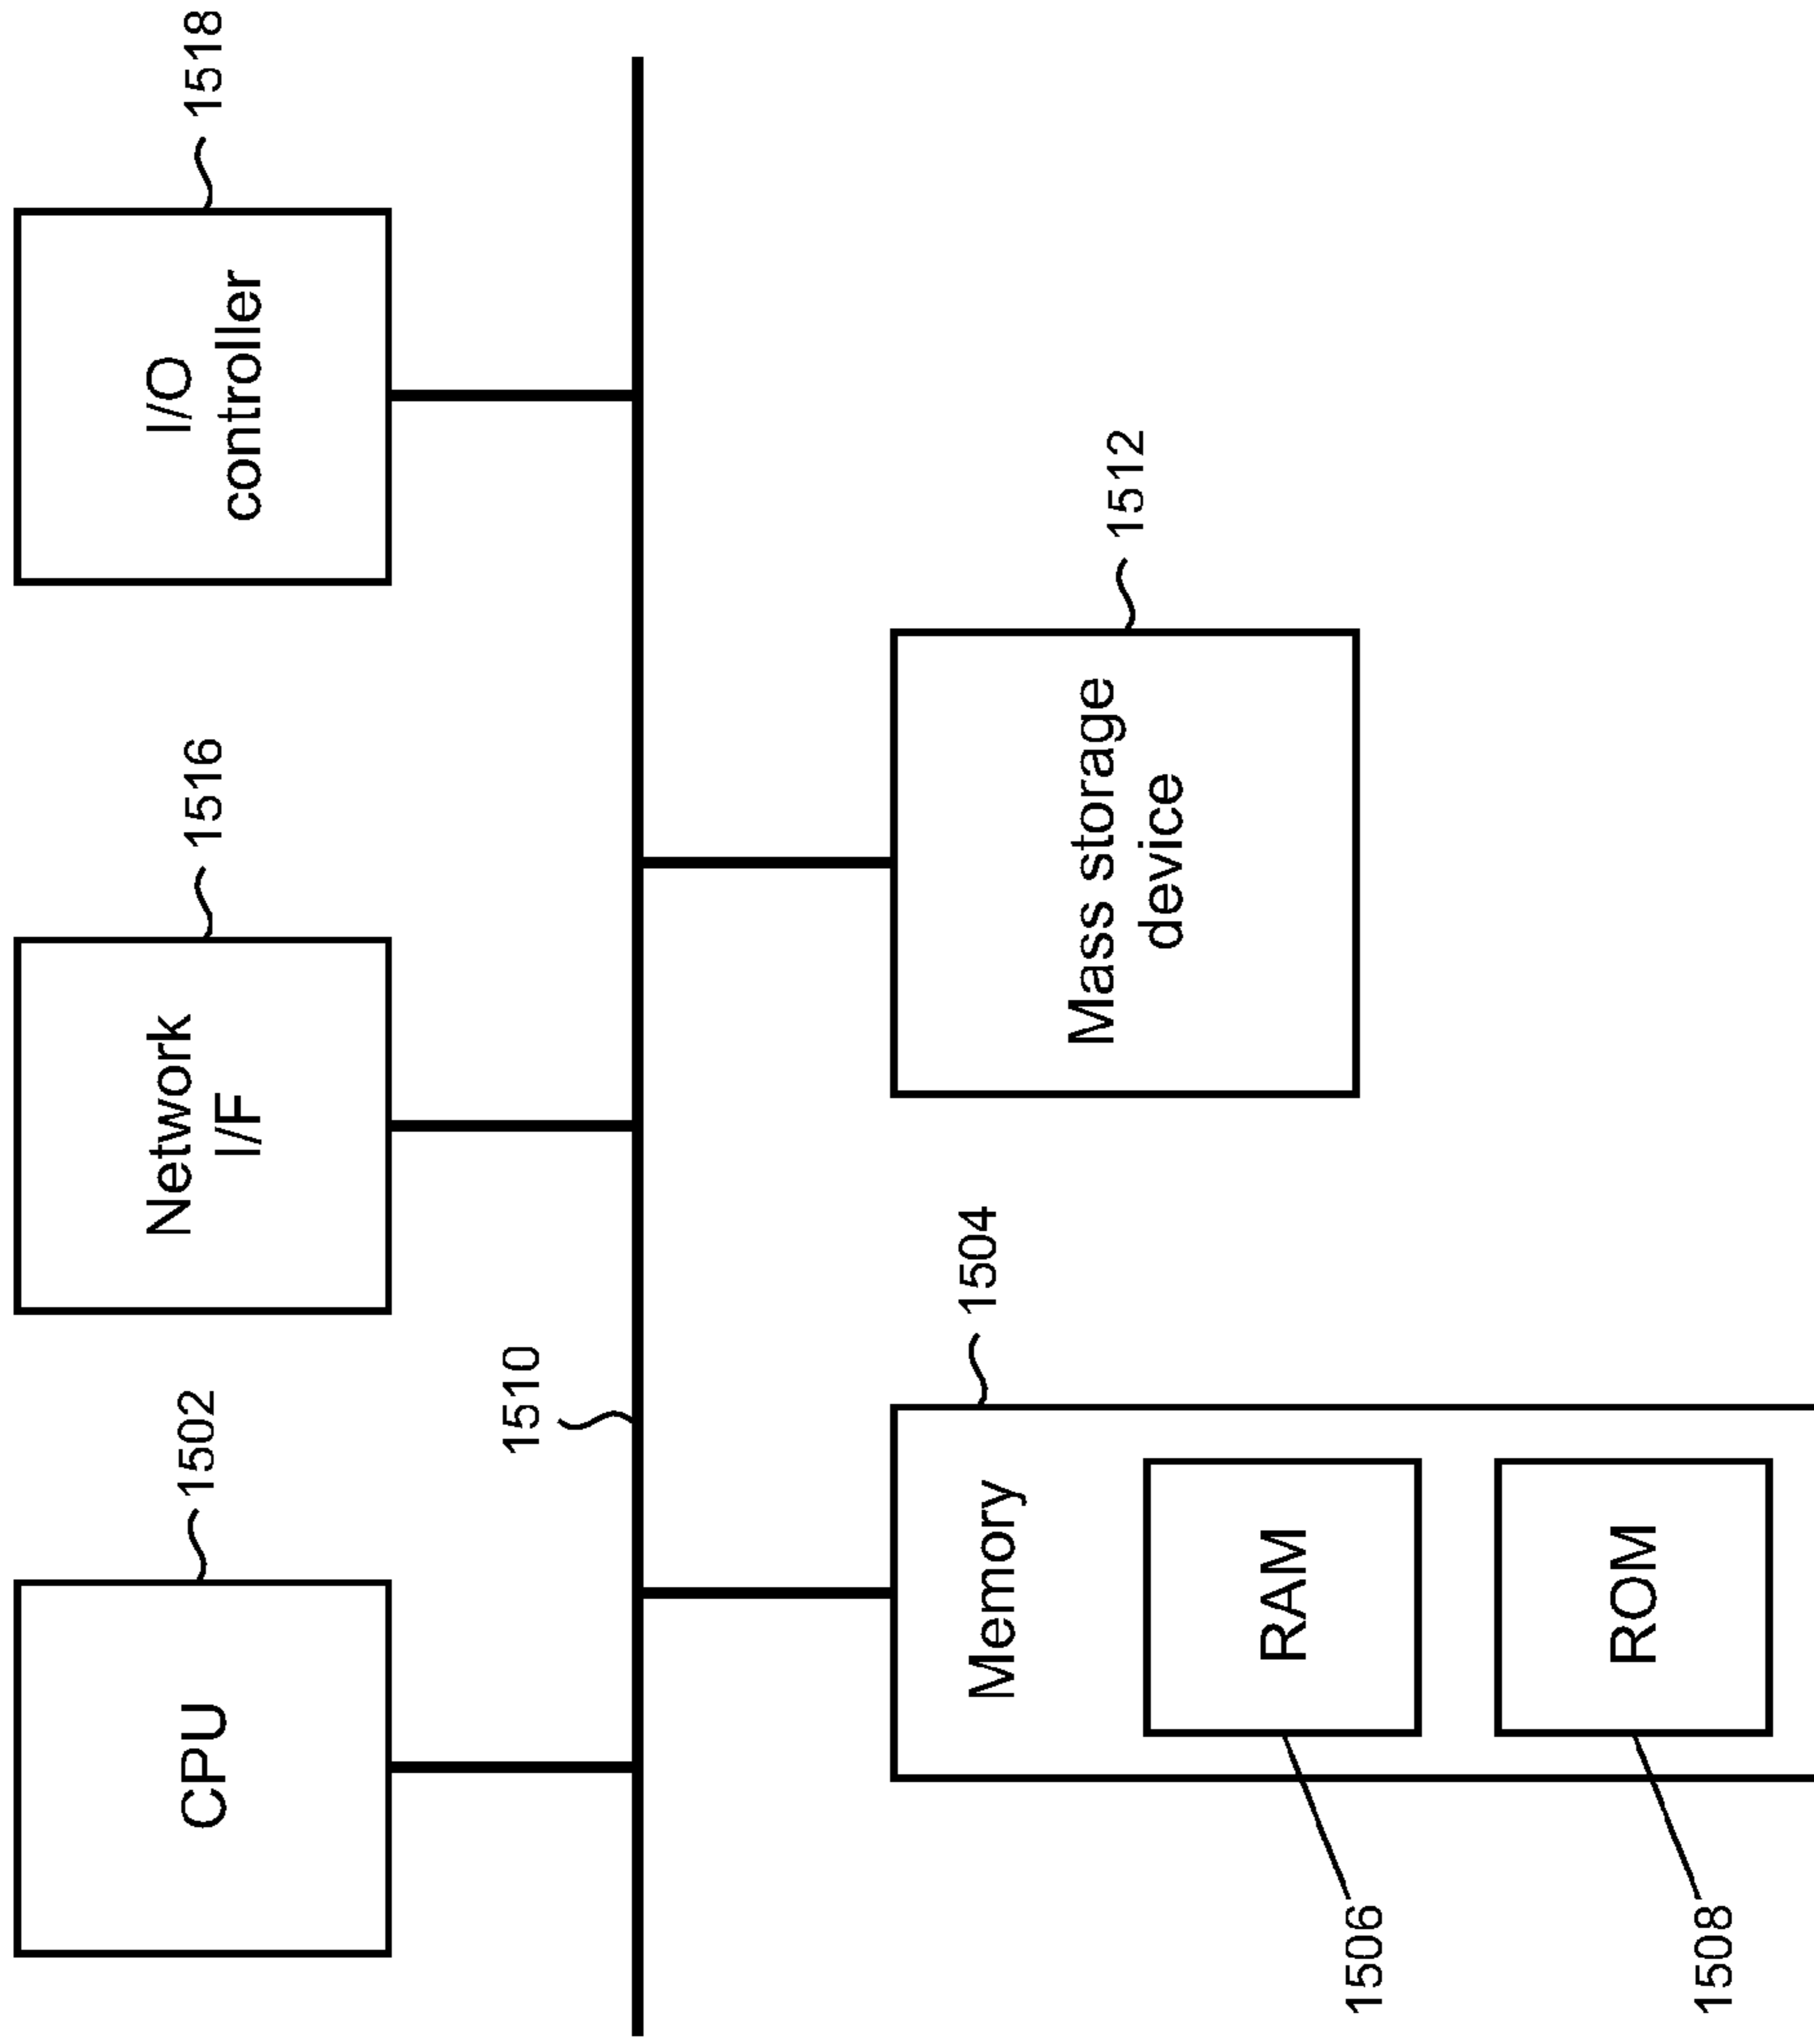 CPU
1502
Network
I/F
1516
I/O
controller
1518
1510
Memory
1504
RAM
1506
ROM
1508
Mass storage
device
1512